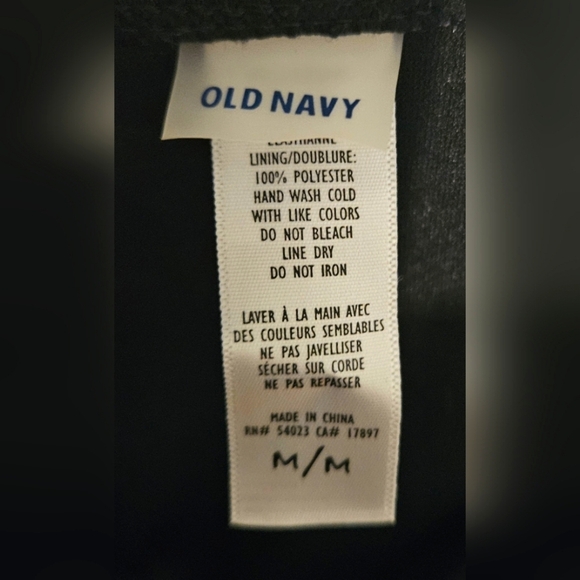 OLD NAVY
LINING/DOUBLURE:
100% POLYESTER
HAND WASH COLD
WITH LIKE COLORS
DO NOT BLEACH
LINE DRY
DO NOT IRON
LAVER À LA MAIN AVEC
DES COULEURS SEMBLABLES
NE PAS JAVELLISER
SÉCHER SUR CORDE
NE PAS REPASSER
MADE IN CHINA
RN# 54023 CA# 17897
M/M